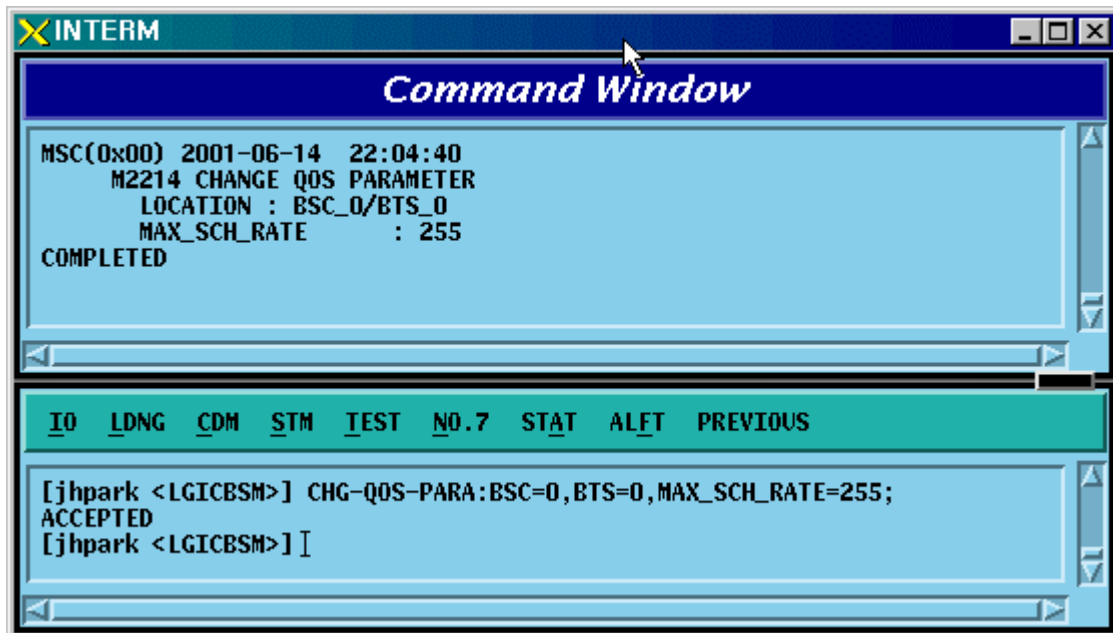 INTERM
Command Window
MSC(0x00) 2001-06-14 22:04:40
M2214 CHANGE QOS PARAMETER
LOCATION : BSC_0/BTS_0
MAX_SCH_RATE : 255
COMPLETED
IO LDNG CDM STM TEST NO.7 STAT ALFT PREVIOUS
[jhpark <LGICBSM>] CHG-QOS-PARA:BSC=0,BTS=0,MAX_SCH_RATE=255;
ACCEPTED
[jhpark <LGICBSM>]